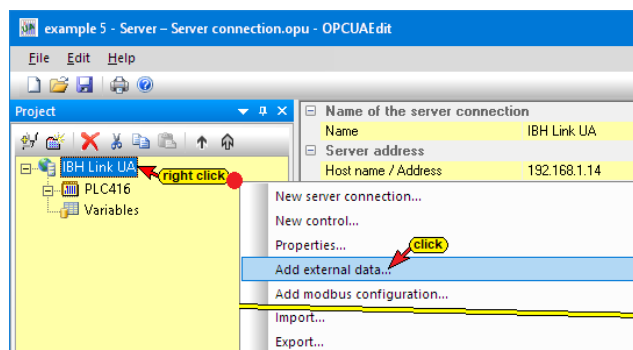 example 5 - Server – Server connection.opu - OPCUAEdit
File Edit Help
Project
IBH Link UA
right click
PLC416
Variables
Name of the server connection
Name IBH Link UA
Server address
Host name / Address 192.168.1.14
New server connection...
New control...
Properties...
click
Add external data...
Add modbus configuration...
Import...
Export...